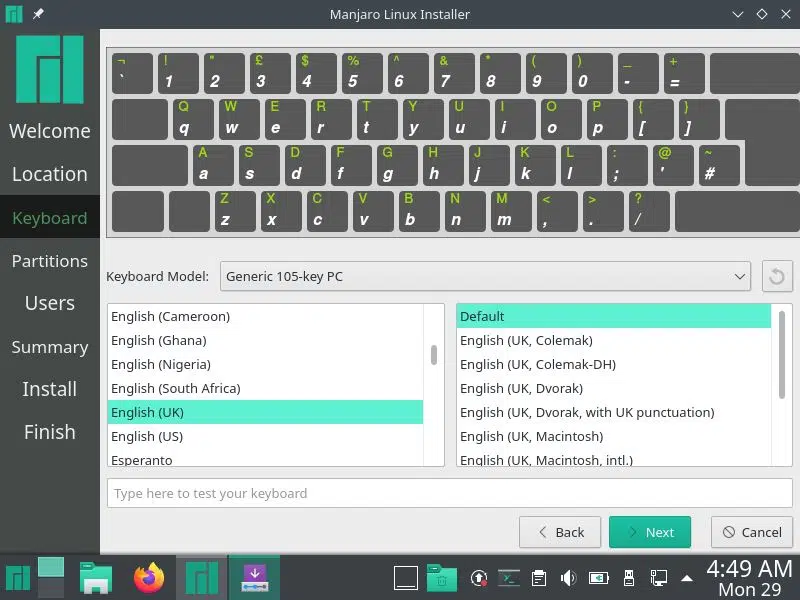 Manjaro Linux Installer
Welcome
Location
Keyboard
Partitions
Users
Summary
Install
Finish
¬ ! " £ $ % ^ & * ( ) _ +
` 1 2 3 4 5 6 7 8 9 0 - =
Q W E R T Y U I O P { }
q w e r t y u i o p [ ]
A S D F G H J K L : @ ~
a s d f g h j k l ; ' #
Z X C V B N M < > ?
z x c v b n m , . /
Keyboard Model:
Generic 105-key PC
English (Cameroon)
English (Ghana)
English (Nigeria)
English (South Africa)
English (UK)
English (US)
Esperanto
Default
English (UK, Colemak)
English (UK, Colemak-DH)
English (UK, Dvorak)
English (UK, Dvorak, with UK punctuation)
English (UK, Macintosh)
English (UK, Macintosh, intl.)
Type here to test your keyboard
Back
Next
Cancel
4:49 AM
Mon 29